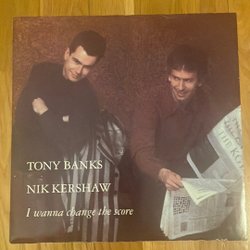 TONY BANKS
NIK KERSHAW
I wanna change the score